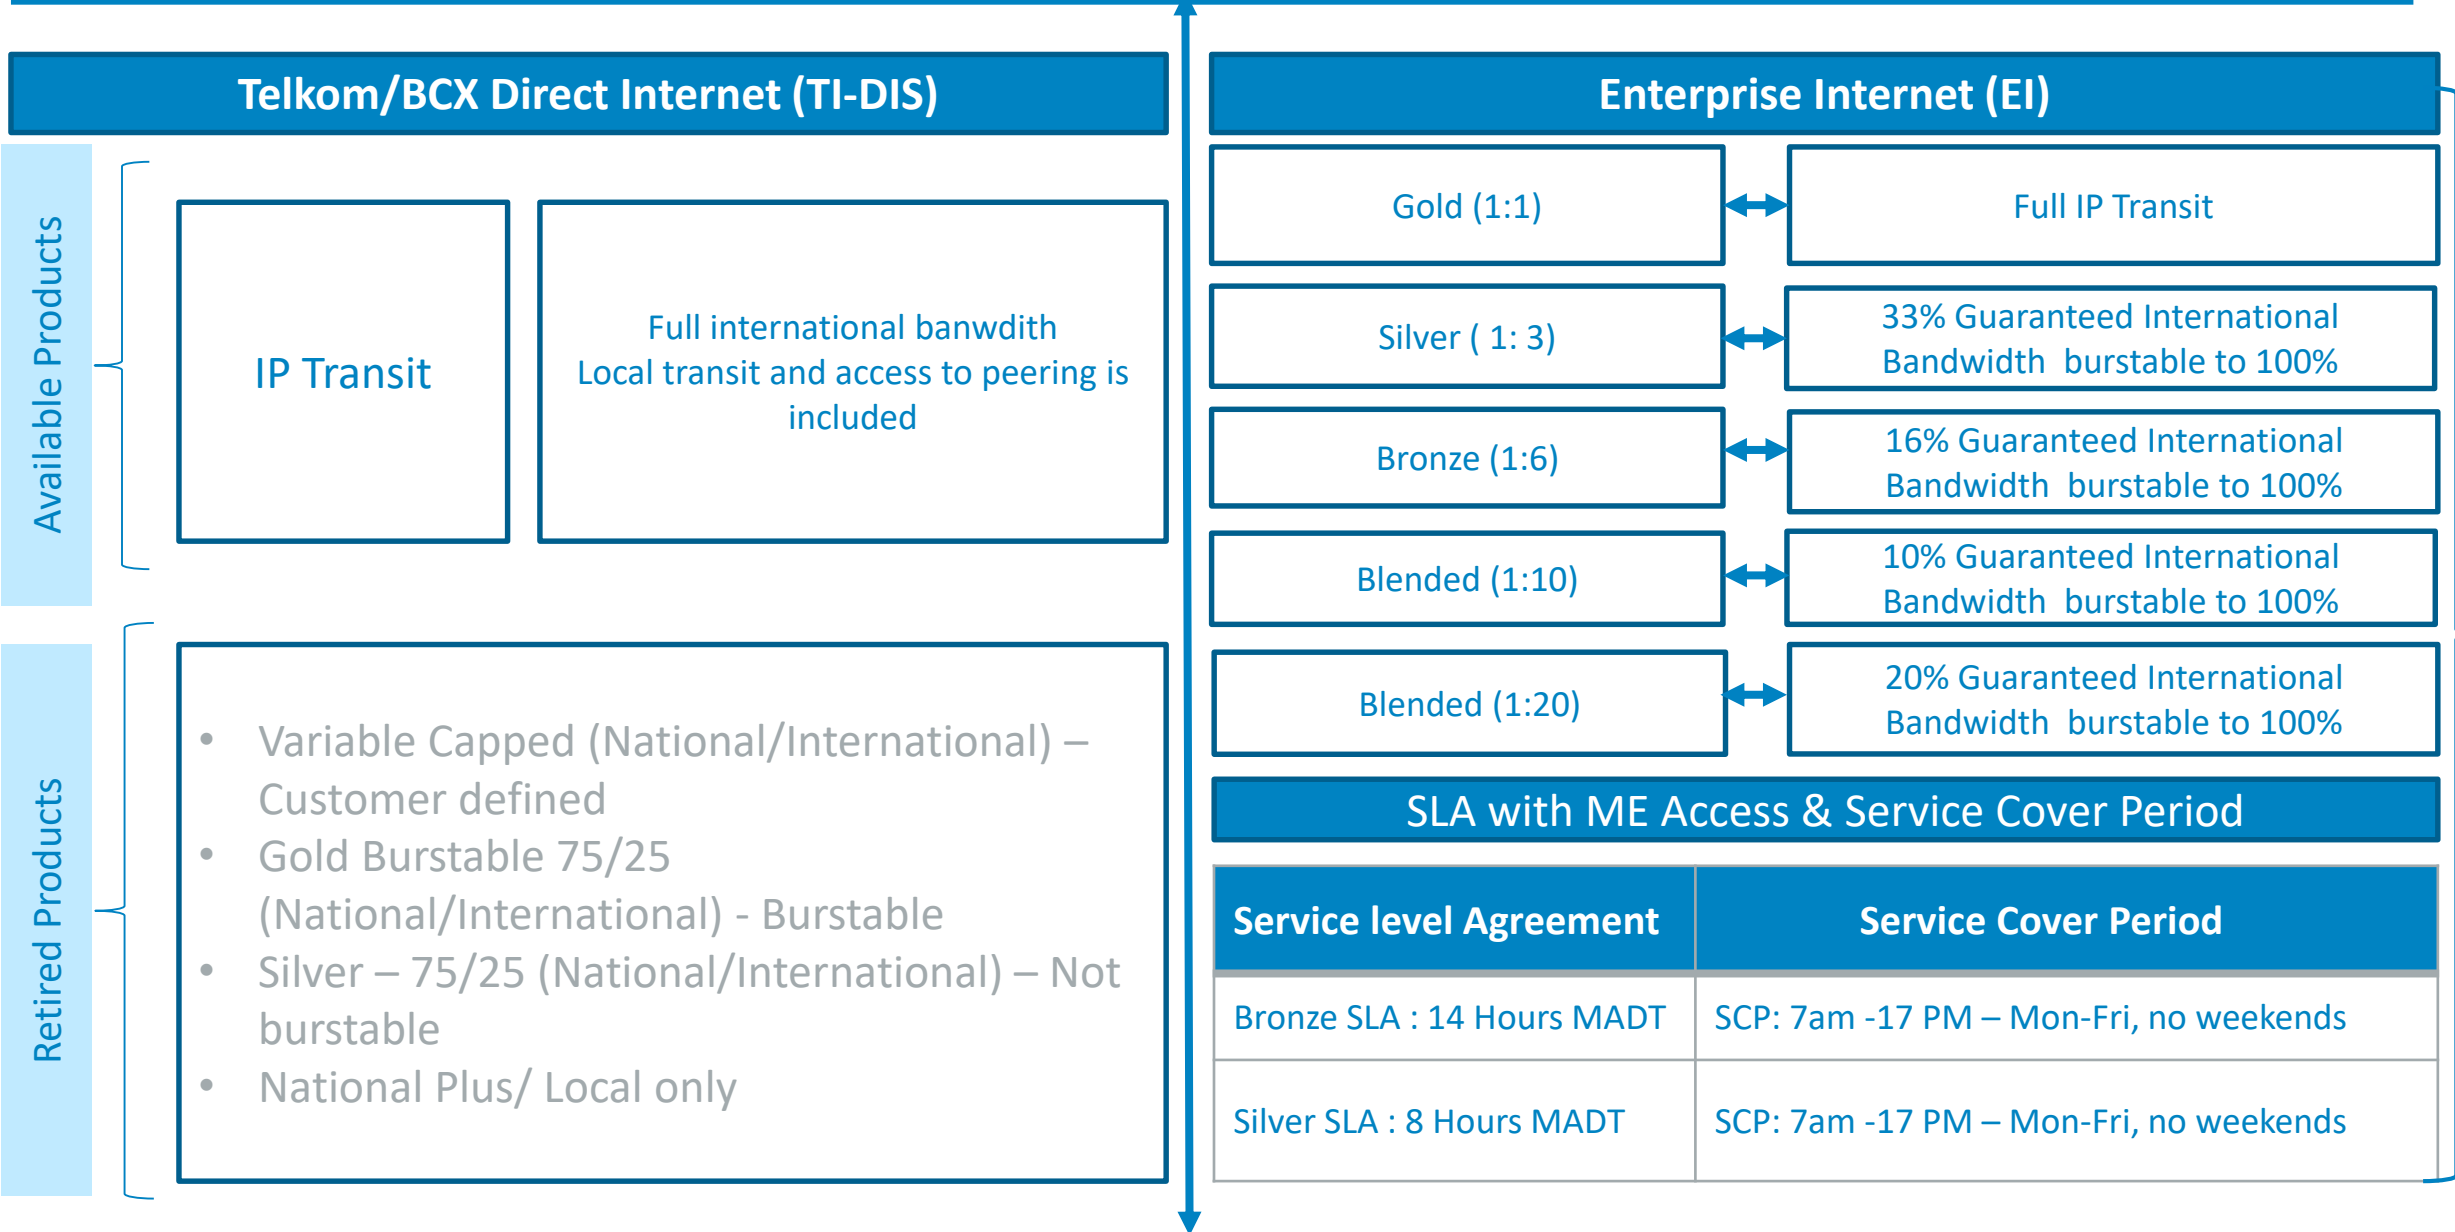 Telkom/BCX Direct Internet (TI-DIS)
Available Products
IP Transit
Full international banwdith
Local transit and access to peering is
included
Retired Products
• Variable Capped (National/International) –
Customer defined
• Gold Burstable 75/25
(National/International) - Burstable
• Silver – 75/25 (National/International) – Not
burstable
• National Plus/ Local only
Enterprise Internet (EI)
Gold (1:1)
Full IP Transit
Silver ( 1: 3)
33% Guaranteed International
Bandwidth burstable to 100%
Bronze (1:6)
16% Guaranteed International
Bandwidth burstable to 100%
Blended (1:10)
10% Guaranteed International
Bandwidth burstable to 100%
Blended (1:20)
20% Guaranteed International
Bandwidth burstable to 100%
SLA with ME Access & Service Cover Period
Service level Agreement
Service Cover Period
Bronze SLA : 14 Hours MADT
SCP: 7am -17 PM – Mon-Fri, no weekends
Silver SLA : 8 Hours MADT
SCP: 7am -17 PM – Mon-Fri, no weekends